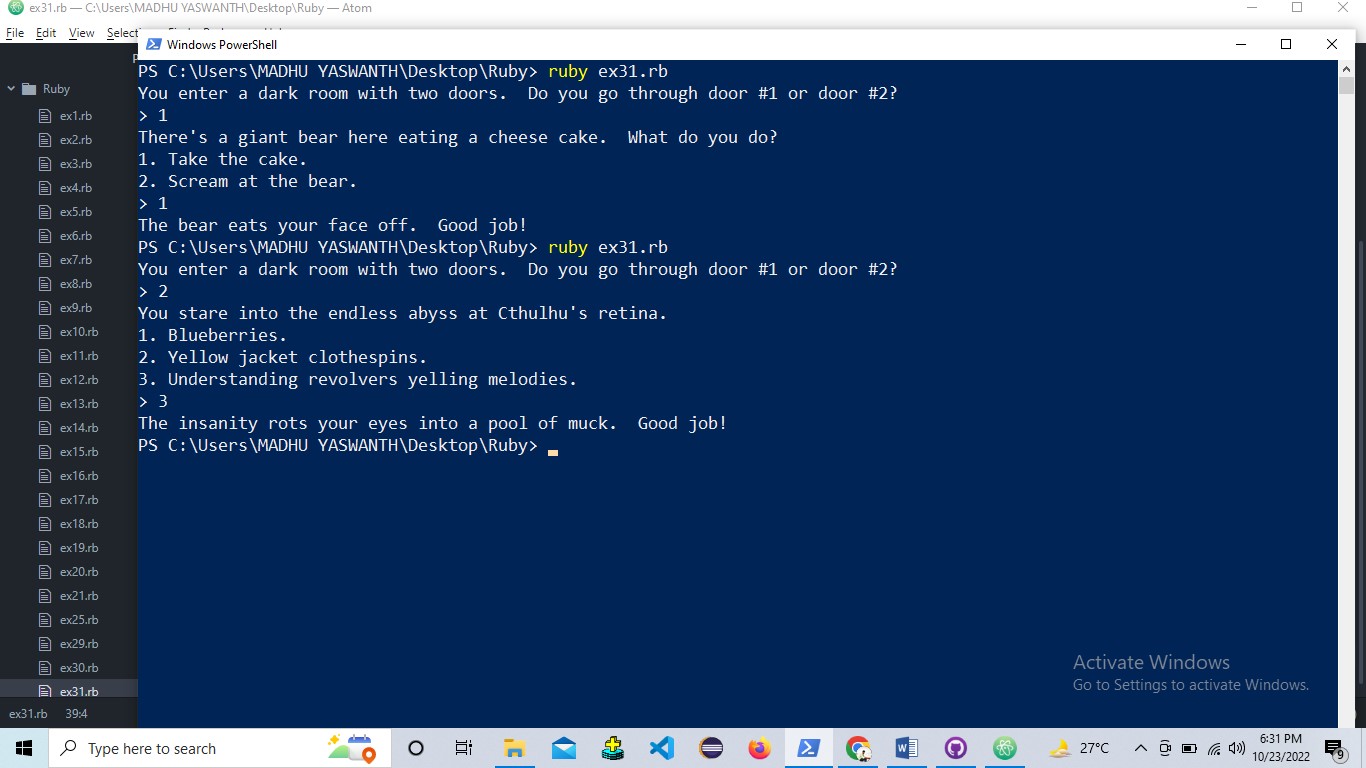 ex31.rb — C:\Users\MADHU YASWANTH\Desktop\Ruby — Atom
File Edit View Select
Windows PowerShell
Ruby
ex1.rb
ex2.rb
ex3.rb
ex4.rb
ex5.rb
ex6.rb
ex7.rb
ex8.rb
ex9.rb
ex10.rb
ex11.rb
ex12.rb
ex13.rb
ex14.rb
ex15.rb
ex16.rb
ex17.rb
ex18.rb
ex19.rb
ex20.rb
ex21.rb
ex25.rb
ex29.rb
ex30.rb
ex31.rb
PS C:\Users\MADHU YASWANTH\Desktop\Ruby> ruby ex31.rb
You enter a dark room with two doors.  Do you go through door #1 or door #2?
> 1
There's a giant bear here eating a cheese cake.  What do you do?
1. Take the cake.
2. Scream at the bear.
> 1
The bear eats your face off.  Good job!
PS C:\Users\MADHU YASWANTH\Desktop\Ruby> ruby ex31.rb
You enter a dark room with two doors.  Do you go through door #1 or door #2?
> 2
You stare into the endless abyss at Cthulhu's retina.
1. Blueberries.
2. Yellow jacket clothespins.
3. Understanding revolvers yelling melodies.
> 3
The insanity rots your eyes into a pool of muck.  Good job!
PS C:\Users\MADHU YASWANTH\Desktop\Ruby>
Activate Windows
Go to Settings to activate Windows.
ex31.rb 39:4
Type here to search
27°C
6:31 PM
10/23/2022
9